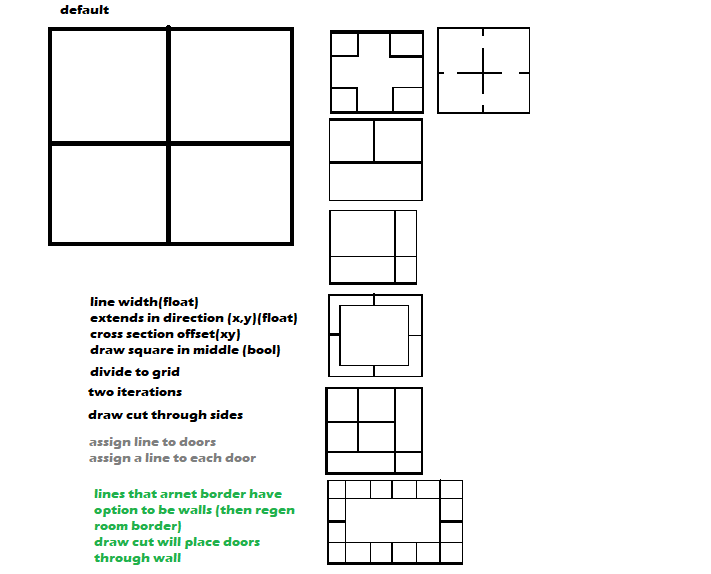 default
line width(float)
extends in direction (x,y)(float)
cross section offset(xy)
draw square in middle (bool)
divide to grid
two iterations
draw cut through sides
assign line to doors
assign a line to each door
lines that arnet border have
option to be walls (then regen
room border)
draw cut will place doors
through wall